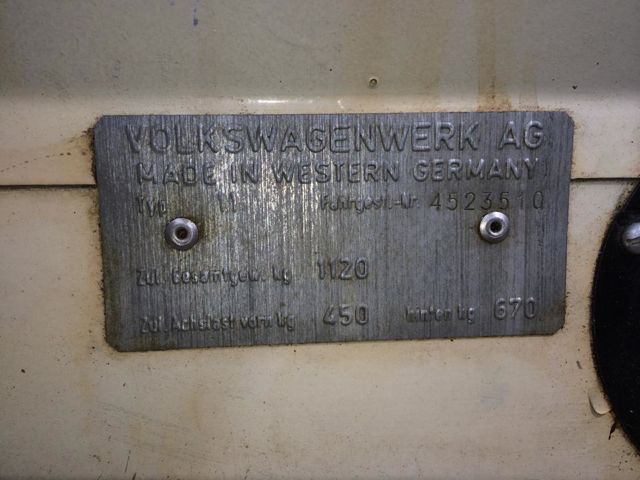 VOLKSWAGENWERK AG
MADE IN WESTERN GERMANY
Typ 11 Fahrgest.-Nr. 4523510
Zul. Gesamtgew. kg 1120
Zul. Achslast vorn kg 450 hinten kg 670